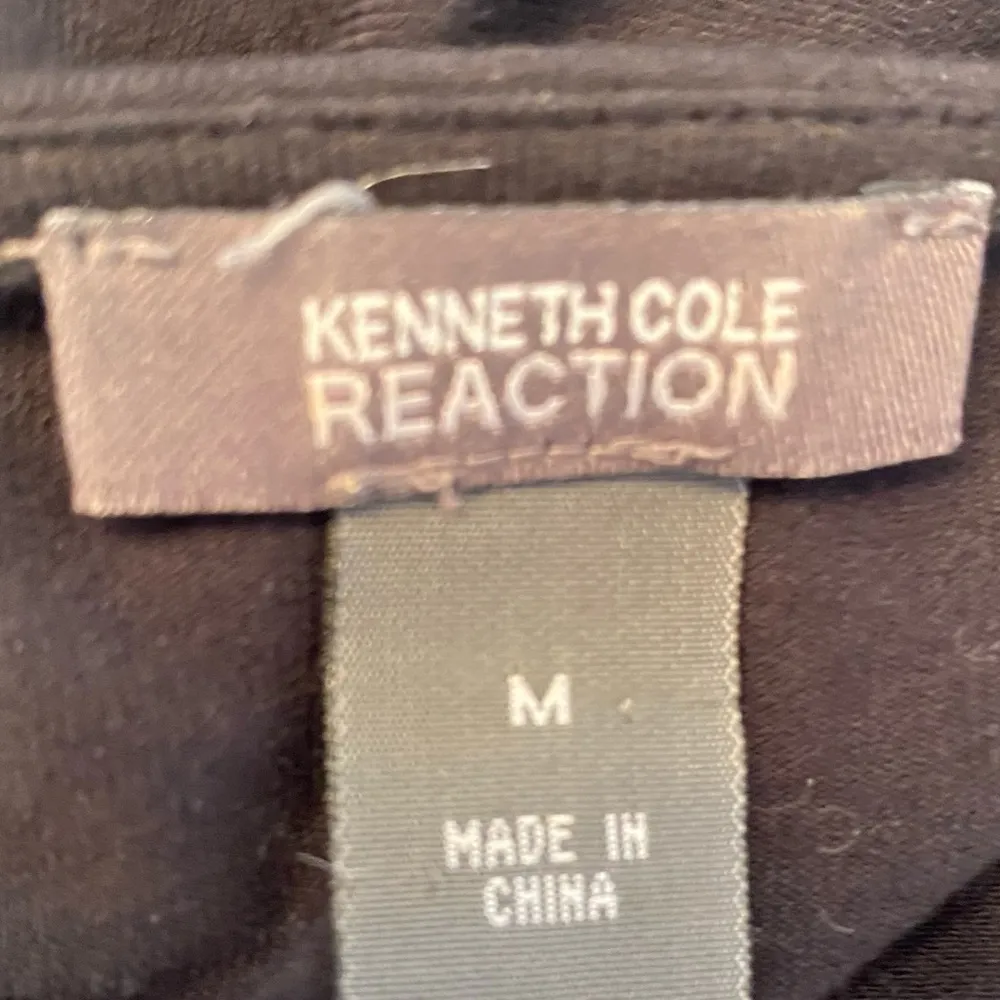 KENNETH COLE
REACTION
M
MADE IN
CHINA